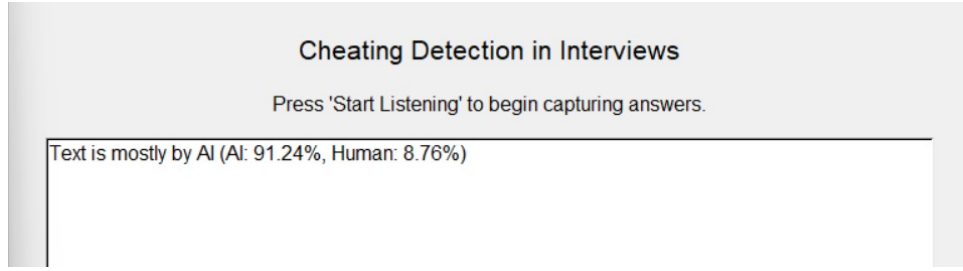 Cheating Detection in Interviews
Press 'Start Listening' to begin capturing answers.
Text is mostly by AI (AI: 91.24%, Human: 8.76%)